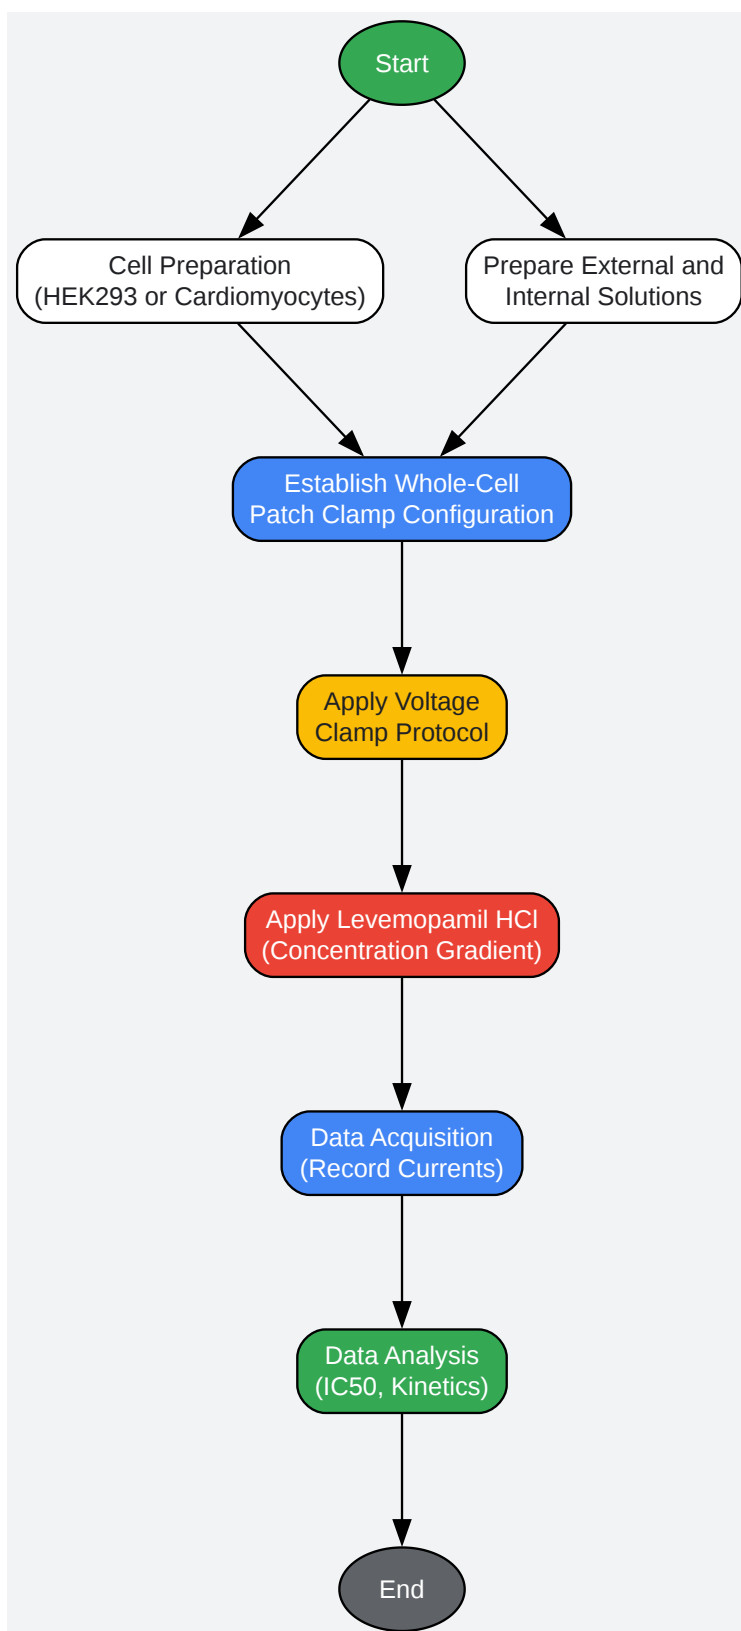 Start
Cell Preparation
(HEK293 or Cardiomyocytes)
Prepare External and
Internal Solutions
Establish Whole-Cell
Patch Clamp Configuration
Apply Voltage
Clamp Protocol
Apply Levemopamil HCl
(Concentration Gradient)
Data Acquisition
(Record Currents)
Data Analysis
(IC50, Kinetics)
End